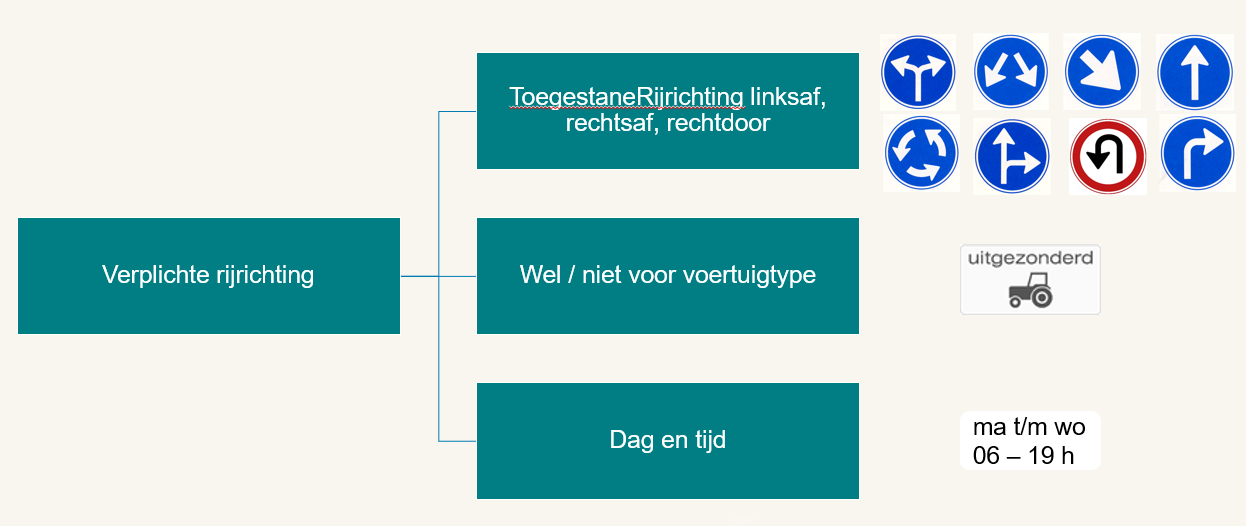 ToegestaneRijrichting linksaf,
rechtsaf, rechtdoor
Verplichte rijrichting
Wel / niet voor voertuigtype
uitgezonderd
Dag en tijd
ma t/m wo
06 – 19 h